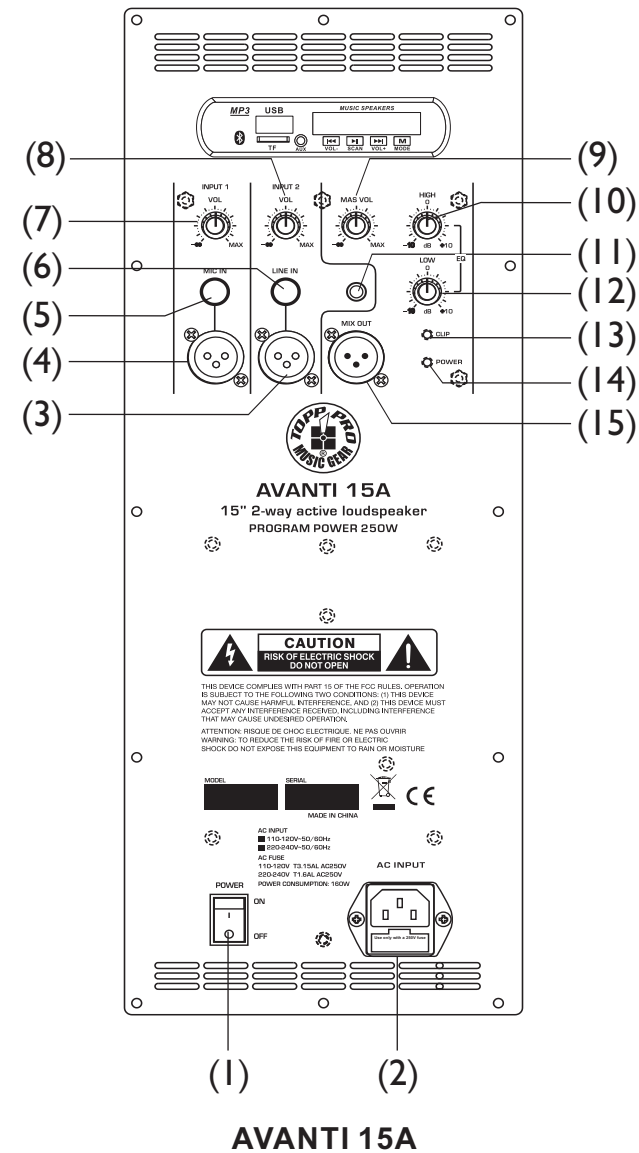 MP3 USB MUSIC SPEAKERS
TF AUX VOL- SCAN VOL+ MODE
M
(8)
(9)
INPUT 1 INPUT 2 HIGH
VOL VOL MAS VOL 0
(7)
(10)
-∞ MAX -∞ MAX -∞ MAX -10 dB +10
(6)
(11)
EQ
MIC IN LINE IN LOW
0
(5)
(12)
-10 dB +10
MIX OUT
(13)
CLIP
(4)
(14)
POWER
(3)
(15)
TOPP PRO
MUSIC GEAR
®
AVANTI 15A
15" 2-way active loudspeaker
PROGRAM POWER 250W
CAUTION
RISK OF ELECTRIC SHOCK
DO NOT OPEN
THIS DEVICE COMPLIES WITH PART 15 OF THE FCC RULES. OPERATION
IS SUBJECT TO THE FOLLOWING TWO CONDITIONS: (1) THIS DEVICE
MAY NOT CAUSE HARMFUL INTERFERENCE, AND (2) THIS DEVICE MUST
ACCEPT ANY INTERFERENCE RECEIVED, INCLUDING INTERFERENCE
THAT MAY CAUSE UNDESIRED OPERATION.
ATTENTION: RISQUE DE CHOC ELECTRIQUE, NE PAS OUVRIR
WARNING: TO REDUCE THE RISK OF FIRE OR ELECTRIC
SHOCK DO NOT EXPOSE THIS EQUIPMENT TO RAIN OR MOISTURE
MODEL SERIAL
CE
MADE IN CHINA
AC INPUT
110-120V~50/60Hz
220-240V~50/60Hz
AC FUSE
110-120V T3.15AL AC250V
220-240V T1.6AL AC250V
POWER CONSUMPTION: 160W
AC INPUT
POWER
ON
OFF
Use only with a 250V fuse
(1)
(2)
AVANTI 15A